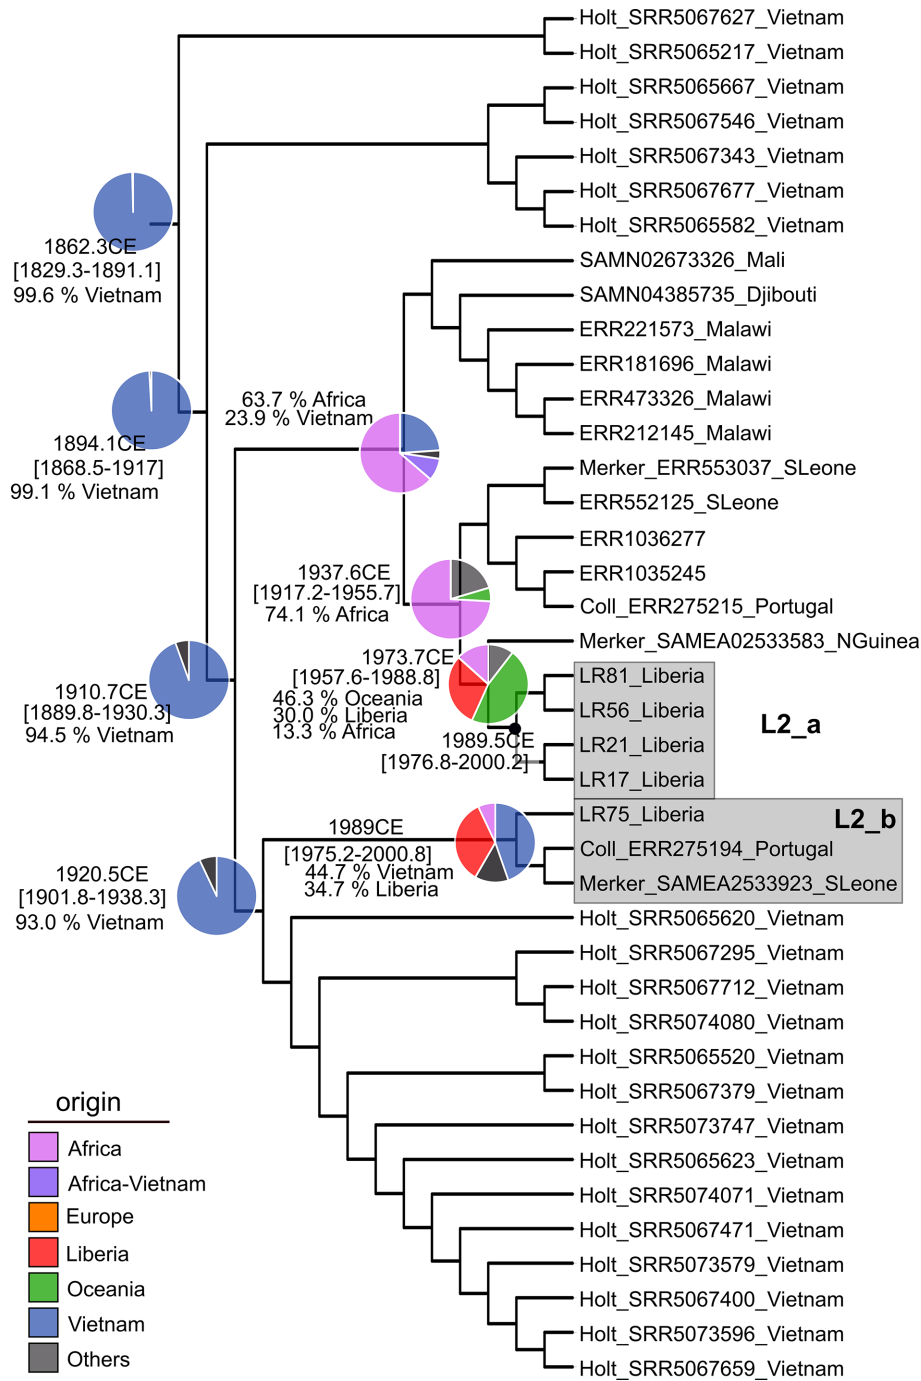 Holt_SRR5067627_Vietnam
Holt_SRR5065217_Vietnam
Holt_SRR5065667_Vietnam
Holt_SRR5067546_Vietnam
Holt_SRR5067343_Vietnam
Holt_SRR5067677_Vietnam
Holt_SRR5065582_Vietnam
1862.3CE
[1829.3-1891.1]
99.6 % Vietnam
SAMN02673326_Mali
SAMN04385735_Djibouti
ERR221573_Malawi
ERR181696_Malawi
ERR473326_Malawi
ERR212145_Malawi
63.7 % Africa
23.9 % Vietnam
1894.1CE
[1868.5-1917]
99.1 % Vietnam
Merker_ERR553037_SLeone
ERR552125_SLeone
ERR1036277
ERR1035245
Coll_ERR275215_Portugal
1937.6CE
[1917.2-1955.7]
74.1 % Africa
Merker_SAMEA02533583_NGuinea
1973.7CE
[1957.6-1988.8]
46.3 % Oceania
30.0 % Liberia
13.3 % Africa
1910.7CE
[1889.8-1930.3]
94.5 % Vietnam
LR81_Liberia
LR56_Liberia
LR21_Liberia
LR17_Liberia
L2_a
1989.5CE
[1976.8-2000.2]
LR75_Liberia
Coll_ERR275194_Portugal
Merker_SAMEA2533923_SLeone
L2_b
1989CE
[1975.2-2000.8]
44.7 % Vietnam
34.7 % Liberia
1920.5CE
[1901.8-1938.3]
93.0 % Vietnam
Holt_SRR5065620_Vietnam
Holt_SRR5067295_Vietnam
Holt_SRR5067712_Vietnam
Holt_SRR5074080_Vietnam
Holt_SRR5065520_Vietnam
Holt_SRR5067379_Vietnam
Holt_SRR5073747_Vietnam
Holt_SRR5065623_Vietnam
Holt_SRR5074071_Vietnam
Holt_SRR5067471_Vietnam
Holt_SRR5073579_Vietnam
Holt_SRR5067400_Vietnam
Holt_SRR5073596_Vietnam
Holt_SRR5067659_Vietnam
origin
Africa
Africa-Vietnam
Europe
Liberia
Oceania
Vietnam
Others